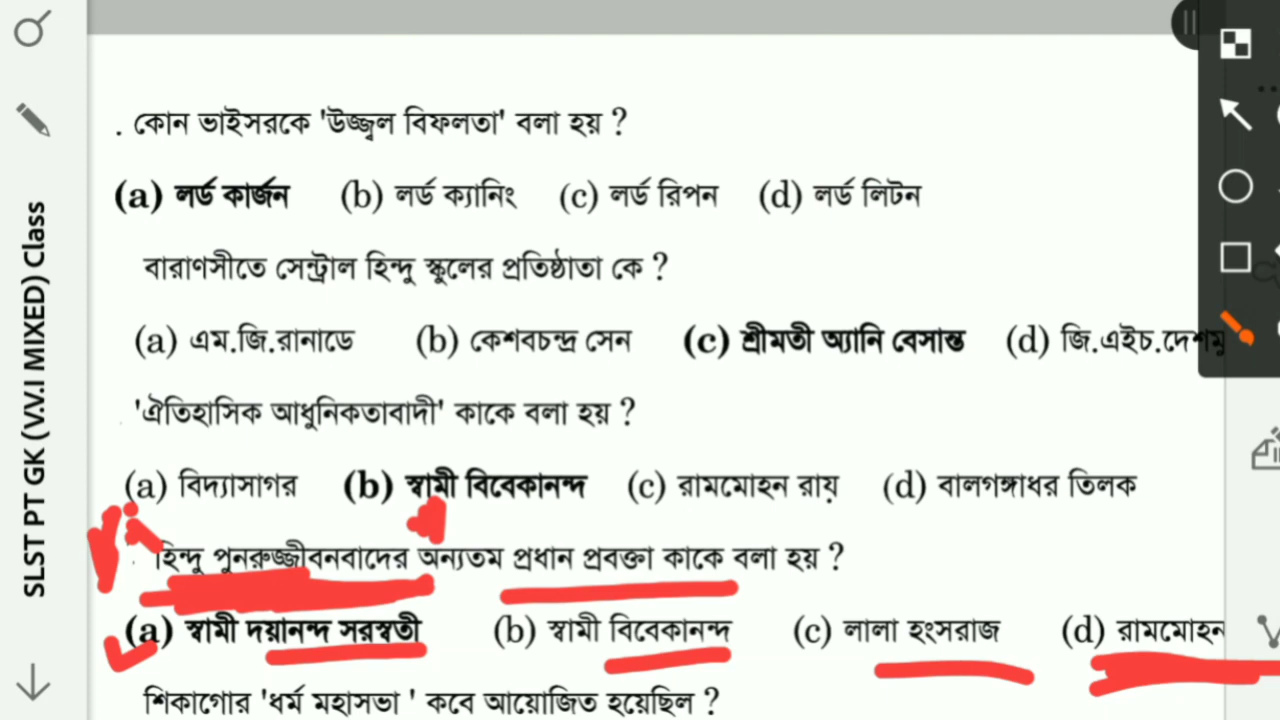 SLST PT GK (V.V.I MIXED) Class
. কোন ভাইসরকে 'উজ্জ্বল বিফলতা' বলা হয় ?
(a) লর্ড কার্জন (b) লর্ড ক্যানিং (c) লর্ড রিপন (d) লর্ড লিটন
বারাণসীতে সেন্ট্রাল হিন্দু স্কুলের প্রতিষ্ঠাতা কে ?
(a) এম.জি.রানাডে (b) কেশবচন্দ্র সেন (c) শ্রীমতী অ্যানি বেসান্ত (d) জি.এইচ.দেশমু
'ঐতিহাসিক আধুনিকতাবাদী' কাকে বলা হয় ?
(a) বিদ্যাসাগর (b) স্বামী বিবেকানন্দ (c) রামমোহন রায় (d) বালগঙ্গাধর তিলক
হিন্দু পুনরুজ্জীবনবাদের অন্যতম প্রধান প্রবক্তা কাকে বলা হয় ?
(a) স্বামী দয়ানন্দ সরস্বতী (b) স্বামী বিবেকানন্দ (c) লালা হংসরাজ (d) রামমোহন
শিকাগোর 'ধর্ম মহাসভা ' কবে আয়োজিত হয়েছিল ?